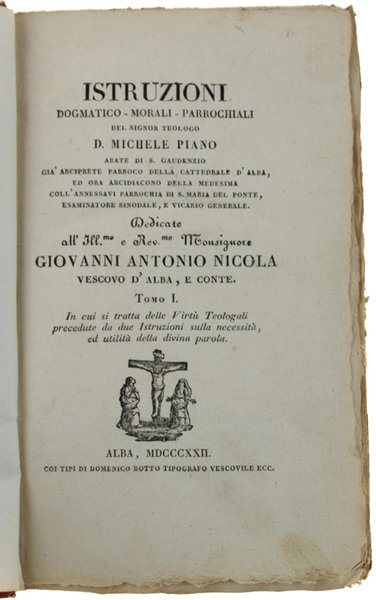 ISTRUZIONI
DOGMATICO - MORALI - PARROCHIALI
DEL SIGNOR TEOLOGO
D. MICHELE PIANO
ABATE DI S. GAUDENZIO
GIA' ARCIPRETE PARROCO DELLA CATTEDRALE D'ALBA,
ED ORA ARCIDIACONO DELLA MEDESIMA
COLL'ANNESSAVI PARROCHIA DI S. MARIA DEL PONTE,
ESAMINATORE SINODALE, E VICARIO GENERALE.
Dedicate
all' Ill.mo e Rev.mo Monsignore
GIOVANNI ANTONIO NICOLA
VESCOVO D'ALBA, E CONTE.
TOMO I.
In cui si tratta delle Virtù Teologali
precedute da due Istruzioni sulla necessità,
ed utilità della divina parola.
ALBA, MDCCCXXII.
COI TIPI DI DOMENICO BOTTO TIPOGRAFO VESCOVILE ECC.